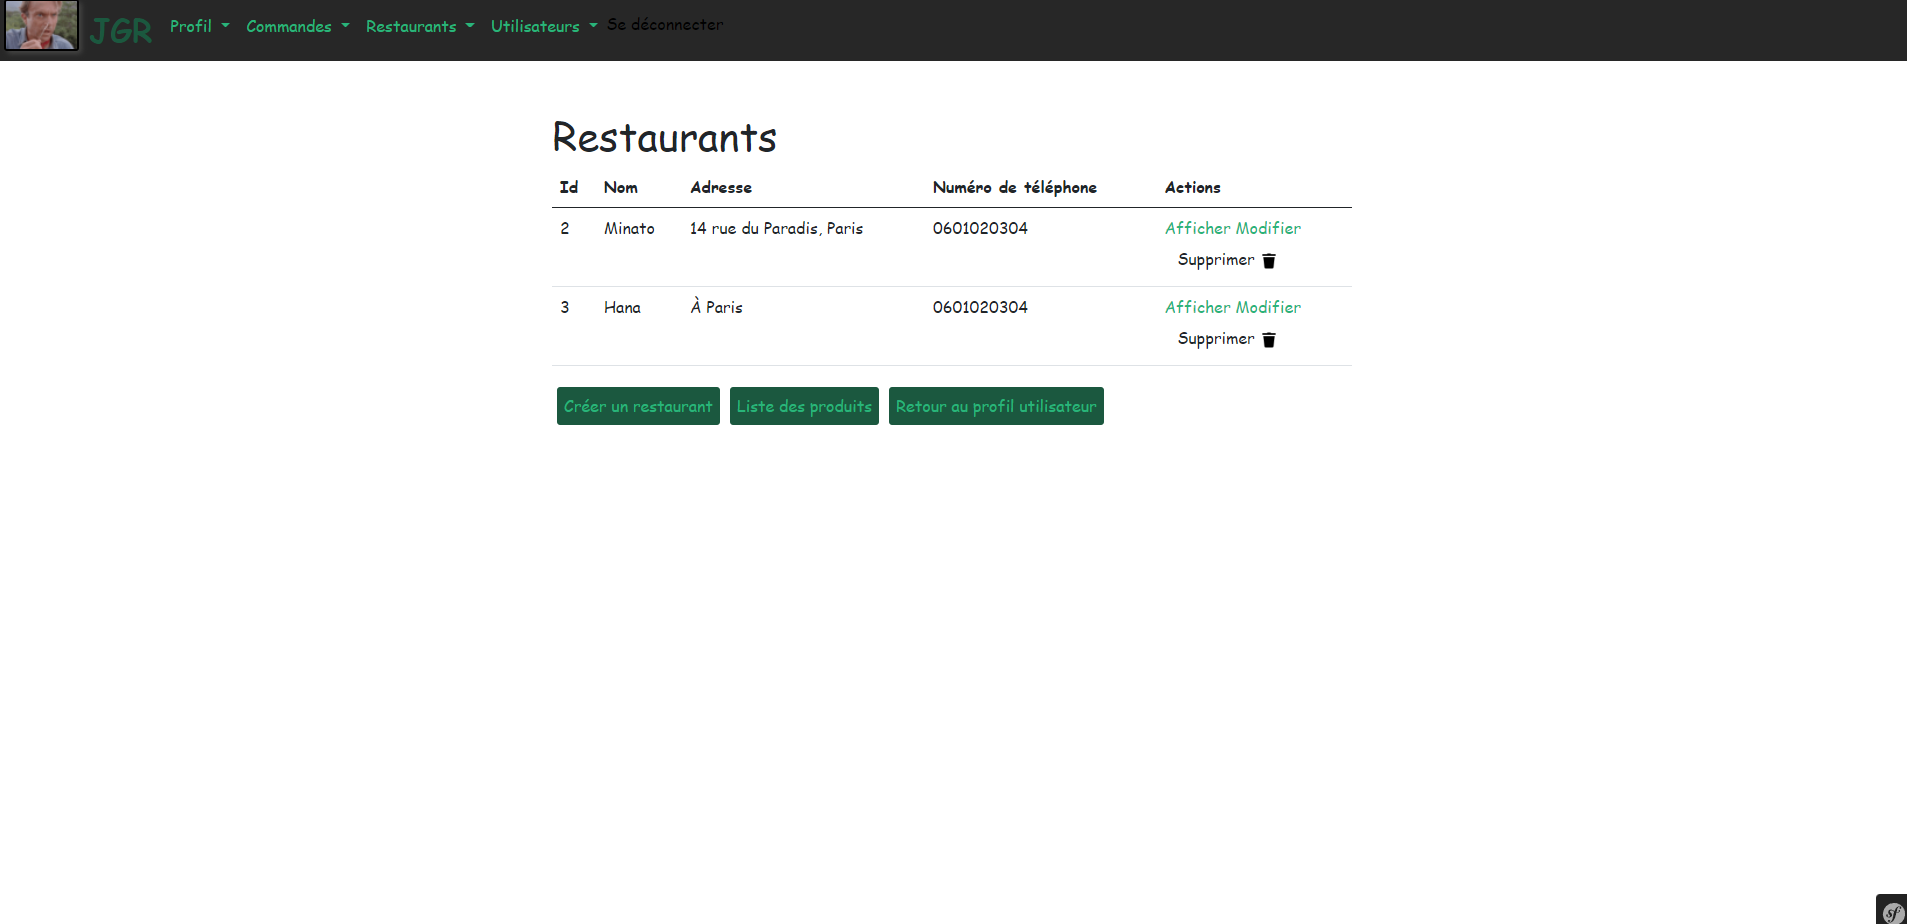 JGR Profil Commandes Restaurants Utilisateurs Se déconnecter
Restaurants
Id Nom Adresse Numéro de téléphone Actions
2 Minato 14 rue du Paradis, Paris 0601020304 Afficher Modifier
Supprimer
3 Hana À Paris 0601020304 Afficher Modifier
Supprimer
Créer un restaurant Liste des produits Retour au profil utilisateur
sf